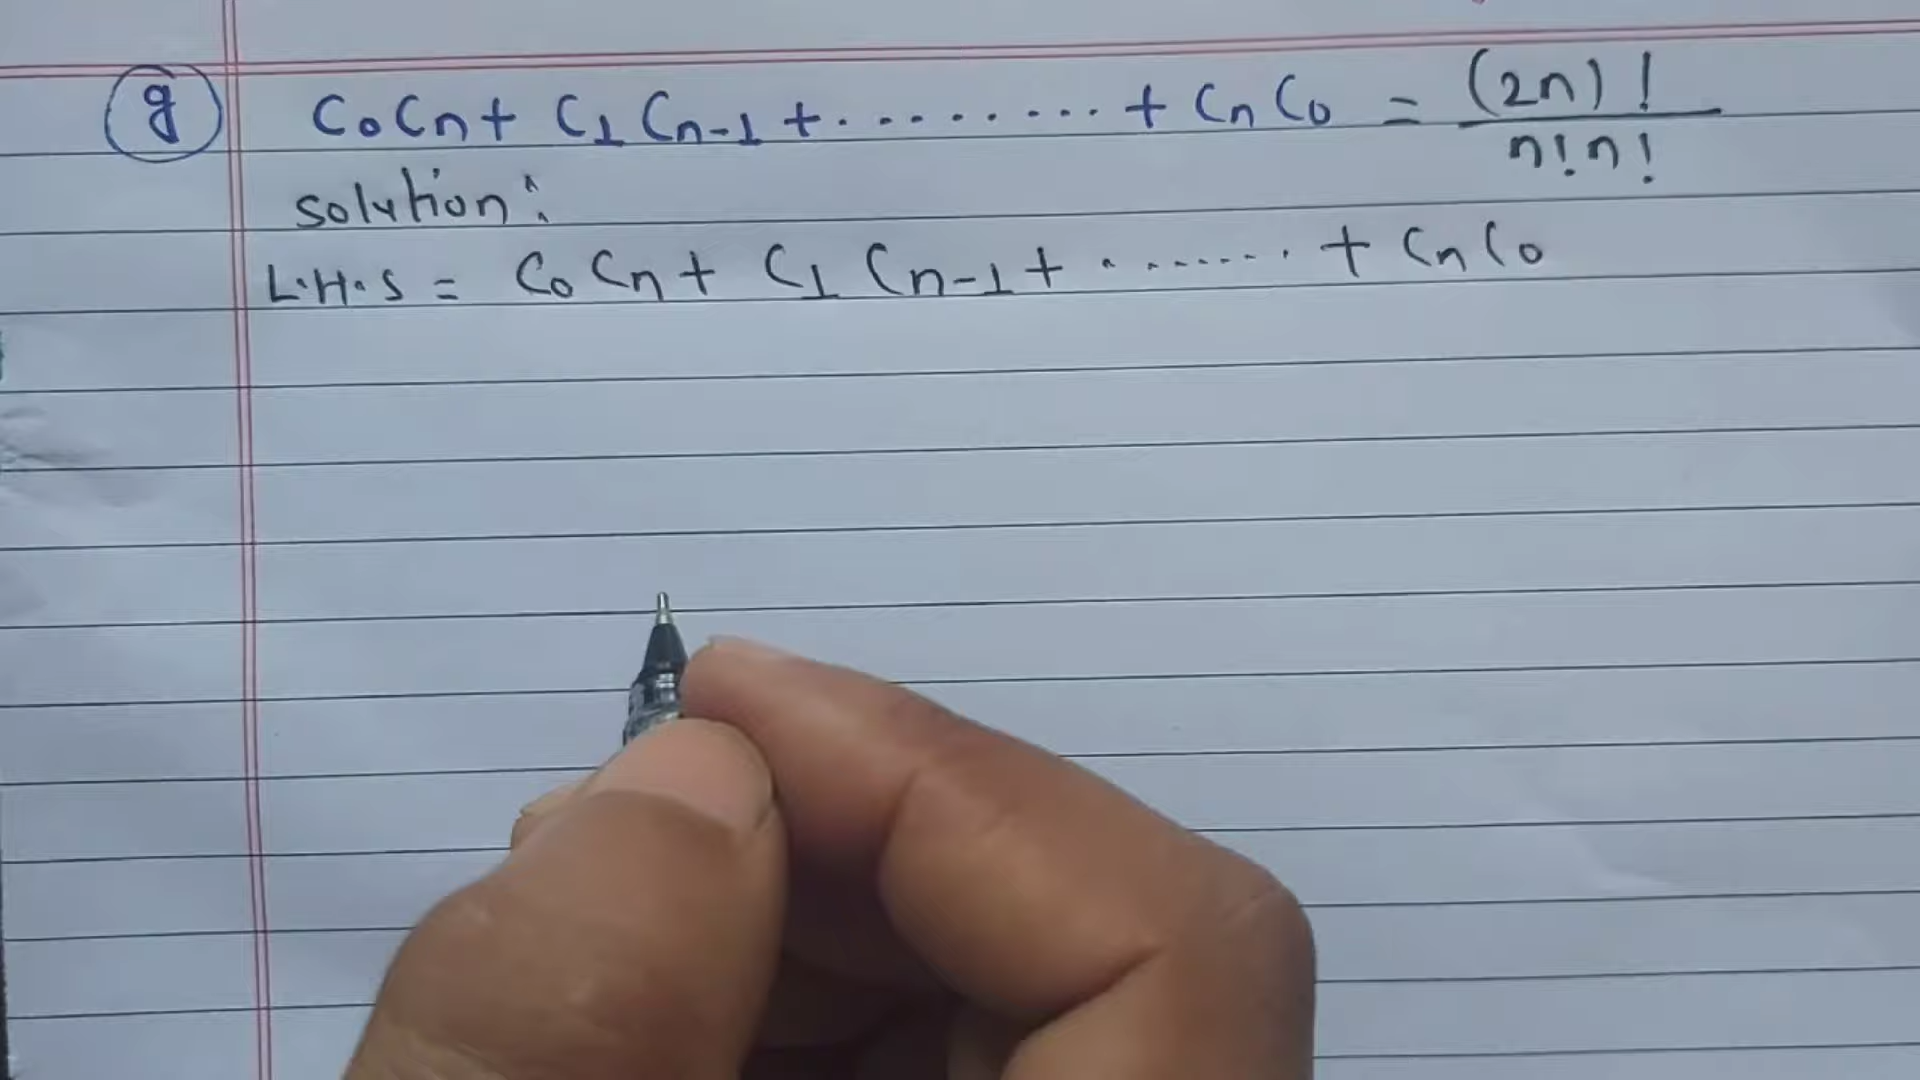 g C₀Cₙ + C₁Cₙ₋₁ + ......... + CₙC₀ = (2n)! / n!n!
solution:
L.H.S = C₀Cₙ + C₁Cₙ₋₁ + ........ + CₙC₀